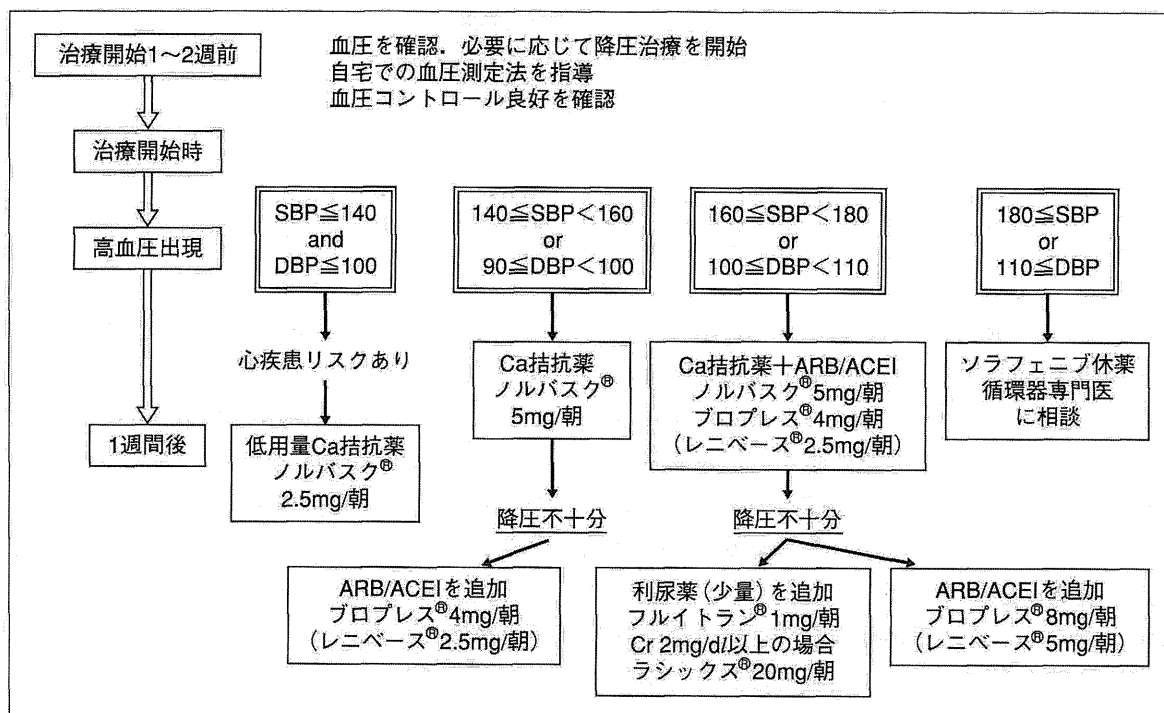 治療開始1〜2週前
血圧を確認．必要に応じて降圧治療を開始
自宅での血圧測定法を指導
血圧コントロール良好を確認
治療開始時
高血圧出現
1週間後
SBP≦140
and
DBP≦100
心疾患リスクあり
低用量Ca拮抗薬
ノルバスク®
2.5mg/朝
140≦SBP＜160
or
90≦DBP＜100
Ca拮抗薬
ノルバスク®
5mg/朝
降圧不十分
ARB/ACEIを追加
ブロプレス®4mg/朝
（レニベース®2.5mg/朝）
160≦SBP＜180
or
100≦DBP＜110
Ca拮抗薬＋ARB/ACEI
ノルバスク®5mg/朝
ブロプレス®4mg/朝
（レニベース®2.5mg/朝）
降圧不十分
利尿薬（少量）を追加
フルイトラン®1mg/朝
Cr 2mg/dl以上の場合
ラシックス®20mg/朝
ARB/ACEIを追加
ブロプレス®8mg/朝
（レニベース®5mg/朝）
180≦SBP
or
110≦DBP
ソラフェニブ休薬
循環器専門医
に相談